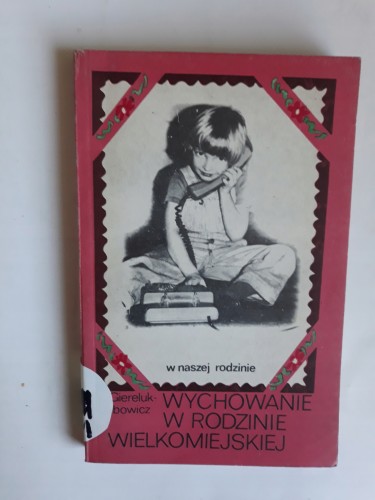 w naszej rodzinie
Giereluk-
bowicz
WYCHOWANIE
W RODZINIE
WIELKOMIEJSKIEJ